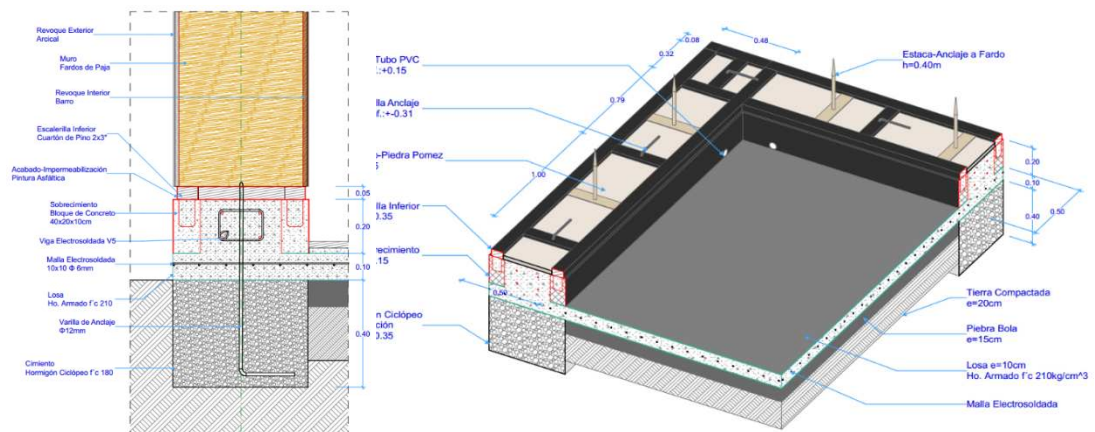 Revoque Exterior
Arcical
Muro
Fardos de Paja
Revoque Interior
Barro
Escalerilla Inferior
Cuartón de Pino 2x3"
Acabado-Impermeabilización
Pintura Asfáltica
Sobrecimiento
Bloque de Concreto
40x20x10cm
Viga Electrosoldada V5
Malla Electrosoldada
10x10 Φ 6mm
Losa
Ho. Armado f´c 210
Varilla de Anclaje
Φ12mm
Cimiento
Hormigón Ciclópeo f´c 180
0.05
0.20
0.10
0.40
Tubo PVC
f.:+0.15
lla Anclaje
f.:+-0.31
-Piedra Pomez
lla Inferior
0.35
recimiento
.15
n Ciclópeo
ción
0.35
0.08
0.32
0.48
0.79
1.00
0.50
Estaca-Anclaje a Fardo
h=0.40m
0.20
0.10
0.40
0.50
Tierra Compactada
e=20cm
Piebra Bola
e=15cm
Losa e=10cm
Ho. Armado f´c 210kg/cm^3
Malla Electrosoldada